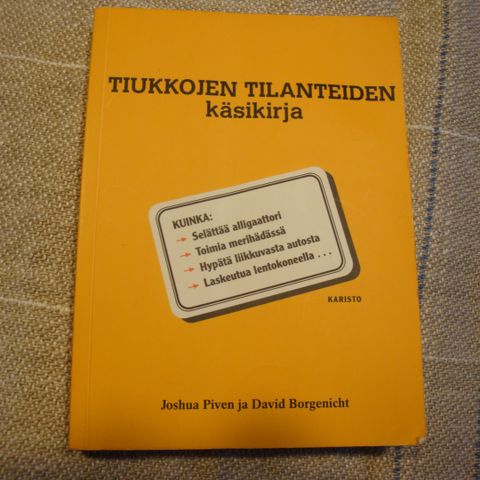 TIUKKOJEN TILANTEIDEN
käsikirja
KUINKA:
→ Selättää alligaattori
→ Toimia merihädässä
→ Hypätä liikkuvasta autosta
→ Laskeutua lentokoneella . . .
KARISTO
Joshua Piven ja David Borgenicht